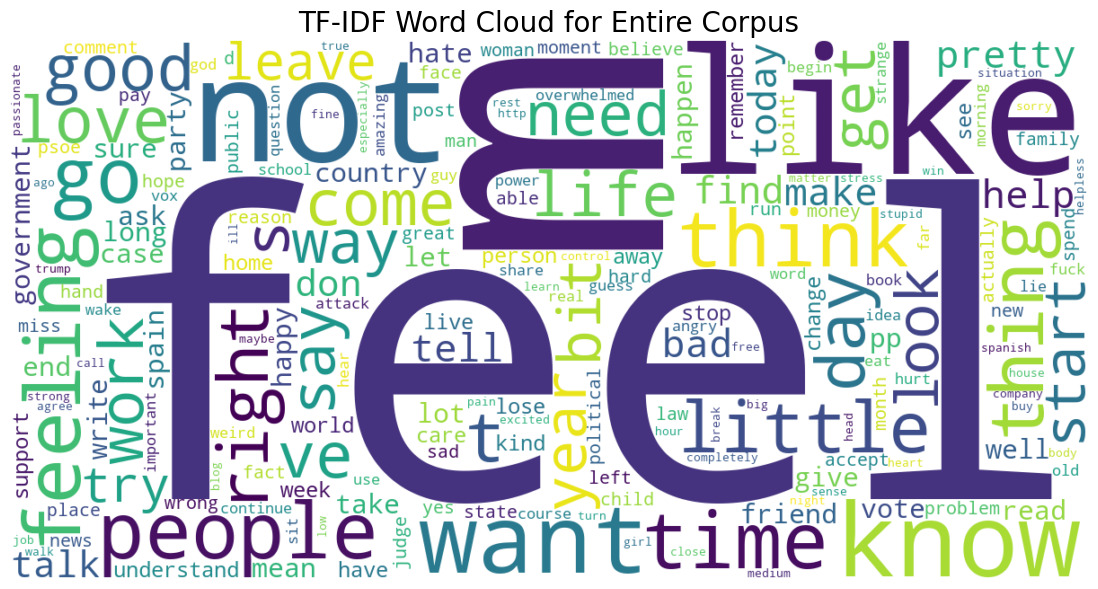 TF-IDF Word Cloud for Entire Corpus
comment
true
god
d
leave
hate
woman
moment
believe
begin
strange
pretty
situation
passionate
good
pay
face
rest
http
overwhelmed
remember
today
get
see
morning
sorry
love
party
public
question
fine
especially
amazing
not
post
man
m
need
happen
point
like
family
psoe
sure
school
guy
power
able
life
find
make
matter
stress
win
help
helpless
government
ago
vox
hope
go
ask
long
case
country
come
great
let
person
control
away
share
hard
guess
learn
real
run
money
stupid
think
word
far
actually
thing
spend
fuck
trump
hand
wake
reason
ill
home
s
way
don
attack
feel
feeling
miss
end
call
strong
agree
work
spain
important
write
right
maybe
happy
say
hear
live
tell
year
bit
stop
angry
bad
free
change
day
book
idea
pp
eat
hurt
look
lie
new
spanish
house
company
buy
start
support
try
weird
blog
fact
world
ve
lot
care
sad
pain
excited
lose
t
kind
political
law
hour
break
big
little
completely
head
month
accept
heart
well
body
old
place
wrong
continue
week
use
sit
low
take
yes
state
course
turn
left
child
girl
night
sense
give
friend
vote
problem
read
job
walk
news
talk
people
understand
mean
have
judge
want
close
time
medium
know